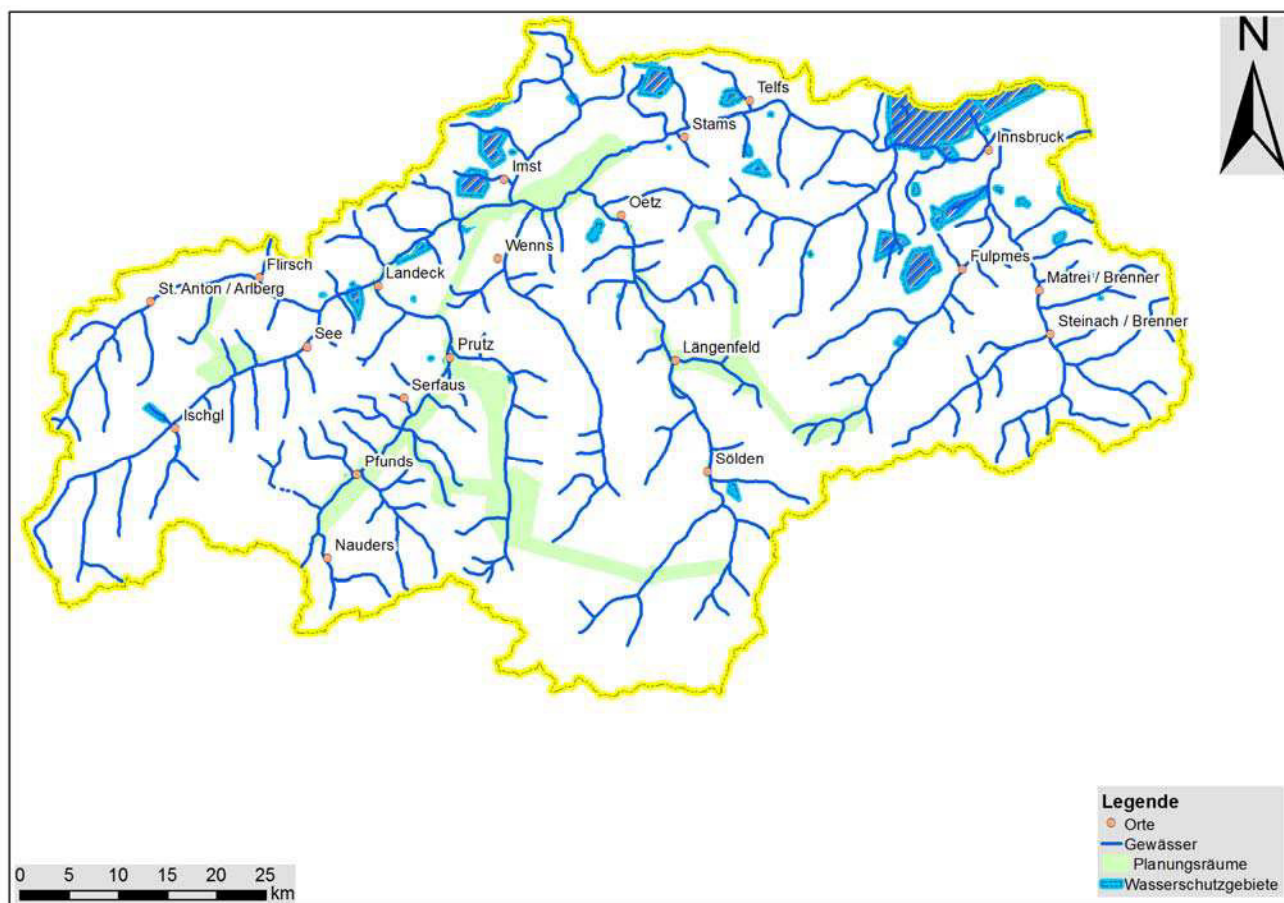 N
Telfs
Stams
Innsbruck
Imst
Oetz
Wenns
Flirsch
Landeck
Fulpmes
St. Anton / Arlberg
Matrei / Brenner
See
Steinach / Brenner
Prutz
Längenfeld
Serfaus
Ischgl
Pfunds
Sölden
Nauders
Legende
Orte
Gewässer
Planungsräume
Wasserschutzgebiete
0 5 10 15 20 25
km